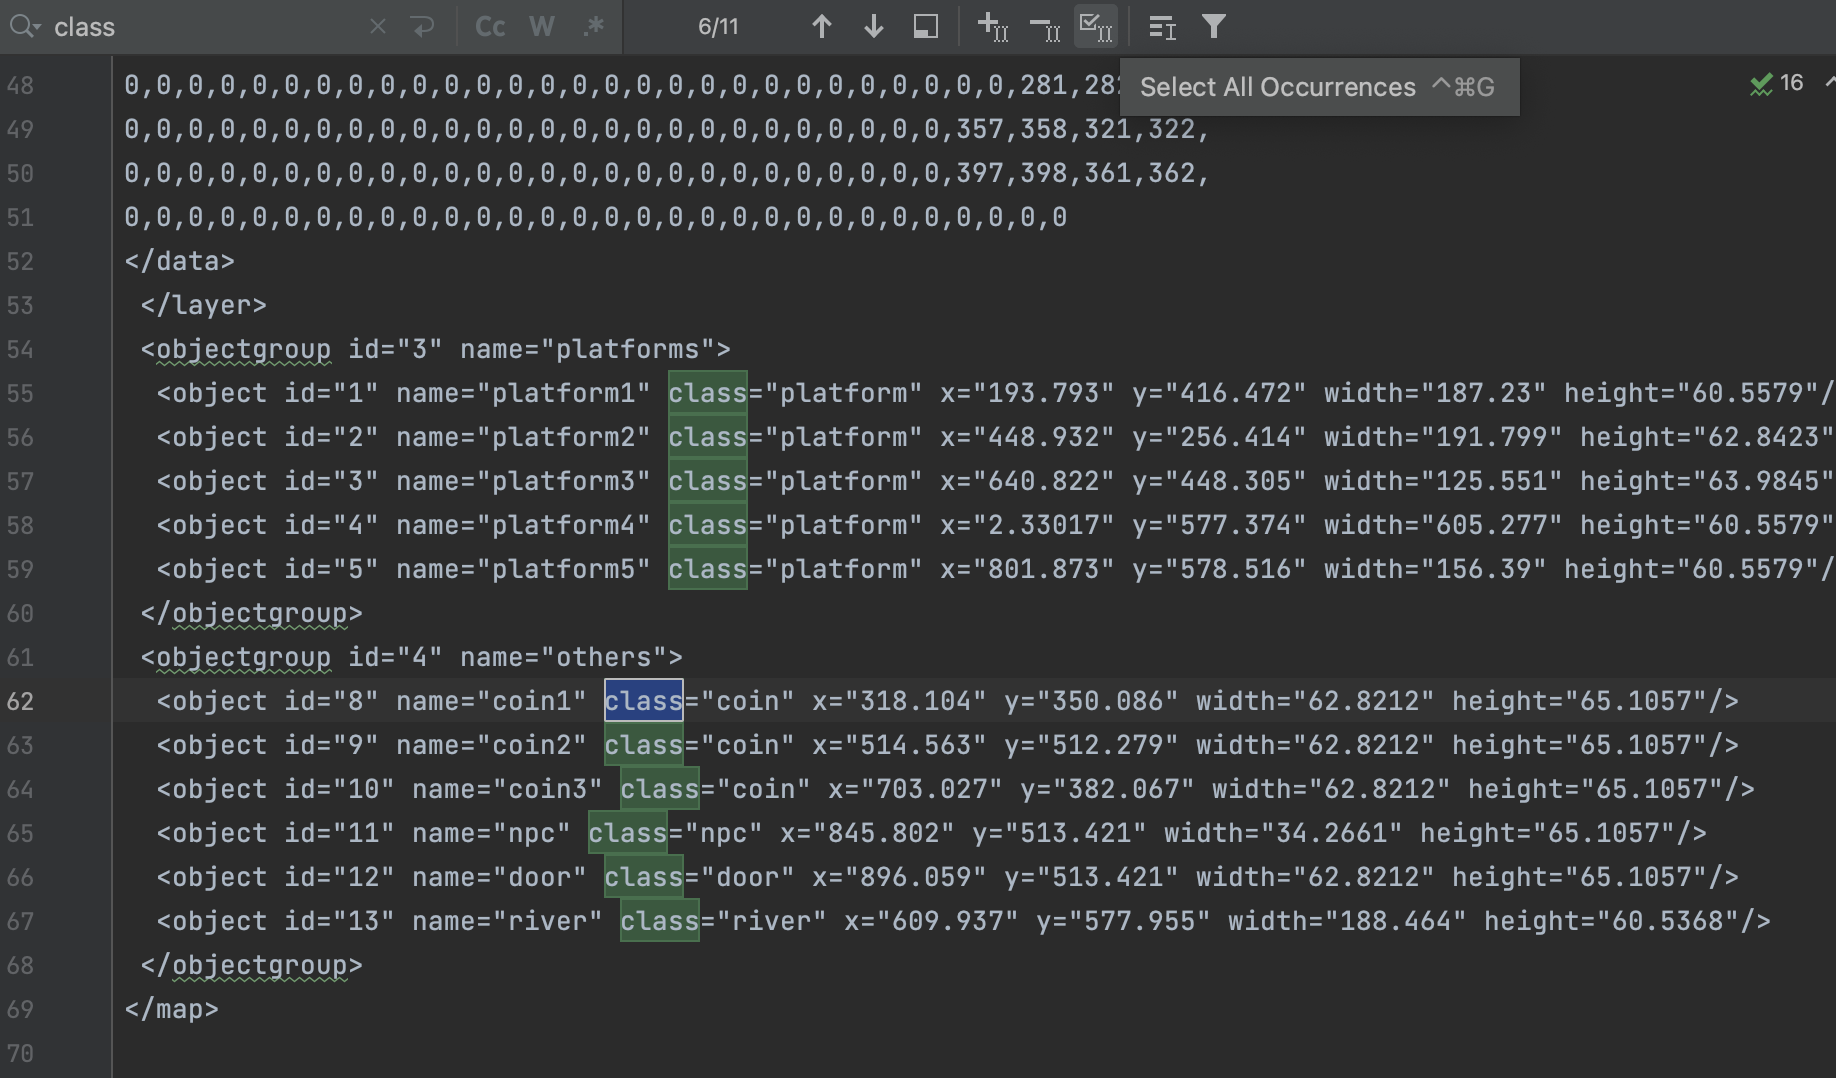 class Cc W .* 6/11
Select All Occurrences ^⌘G
16
48 0,0,0,0,0,0,0,0,0,0,0,0,0,0,0,0,0,0,0,0,0,0,0,0,0,0,0,0,281,28
49 0,0,0,0,0,0,0,0,0,0,0,0,0,0,0,0,0,0,0,0,0,0,0,0,0,0,357,358,321,322,
50 0,0,0,0,0,0,0,0,0,0,0,0,0,0,0,0,0,0,0,0,0,0,0,0,0,0,397,398,361,362,
51 0,0,0,0,0,0,0,0,0,0,0,0,0,0,0,0,0,0,0,0,0,0,0,0,0,0,0,0,0,0
52 </data>
53 </layer>
54 <objectgroup id="3" name="platforms">
55 <object id="1" name="platform1" class="platform" x="193.793" y="416.472" width="187.23" height="60.5579"/
56 <object id="2" name="platform2" class="platform" x="448.932" y="256.414" width="191.799" height="62.8423"
57 <object id="3" name="platform3" class="platform" x="640.822" y="448.305" width="125.551" height="63.9845"
58 <object id="4" name="platform4" class="platform" x="2.33017" y="577.374" width="605.277" height="60.5579"
59 <object id="5" name="platform5" class="platform" x="801.873" y="578.516" width="156.39" height="60.5579"/
60 </objectgroup>
61 <objectgroup id="4" name="others">
62 <object id="8" name="coin1" class="coin" x="318.104" y="350.086" width="62.8212" height="65.1057"/>
63 <object id="9" name="coin2" class="coin" x="514.563" y="512.279" width="62.8212" height="65.1057"/>
64 <object id="10" name="coin3" class="coin" x="703.027" y="382.067" width="62.8212" height="65.1057"/>
65 <object id="11" name="npc" class="npc" x="845.802" y="513.421" width="34.2661" height="65.1057"/>
66 <object id="12" name="door" class="door" x="896.059" y="513.421" width="62.8212" height="65.1057"/>
67 <object id="13" name="river" class="river" x="609.937" y="577.955" width="188.464" height="60.5368"/>
68 </objectgroup>
69 </map>
70